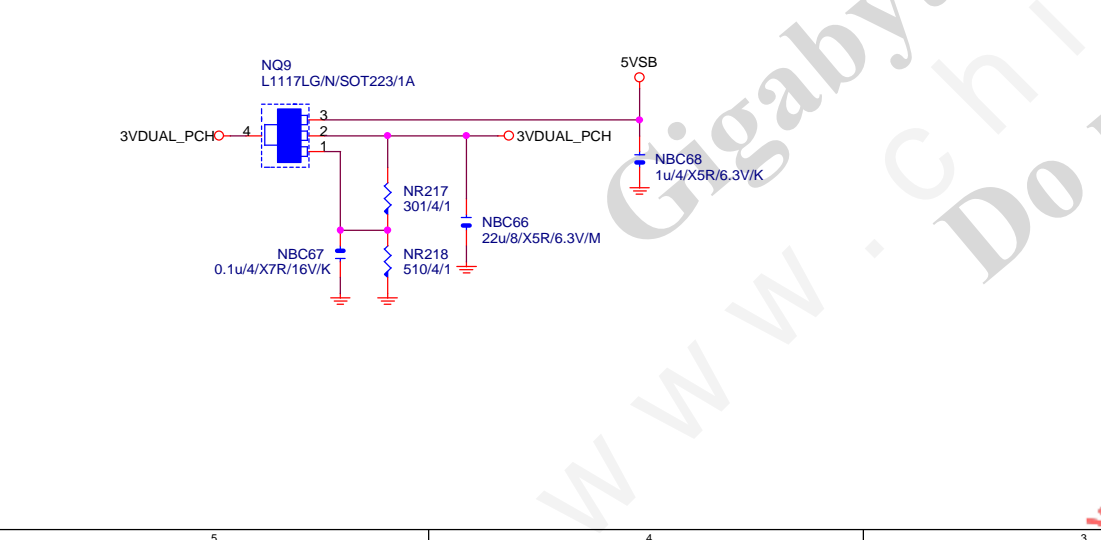 NQ9
L1117LG/N/SOT223/1A
5VSB
3VDUAL_PCH
4
3
2
1
3VDUAL_PCH
NBC68
1u/4/X5R/6.3V/K
NR217
301/4/1
NBC66
22u/8/X5R/6.3V/M
NBC67
0.1u/4/X7R/16V/K
NR218
510/4/1
Gigaby
Do
w w w . c h i
5
4
3